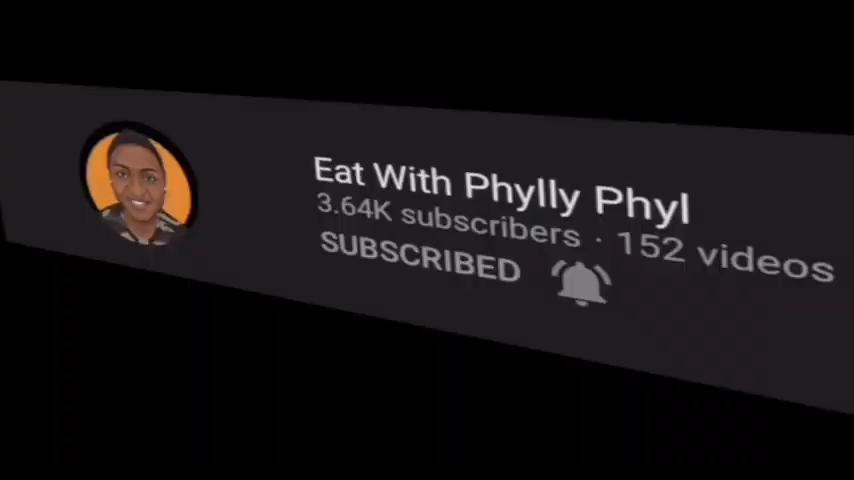 Eat With Phylly Phyl
3.64K subscribers · 152 videos
SUBSCRIBED